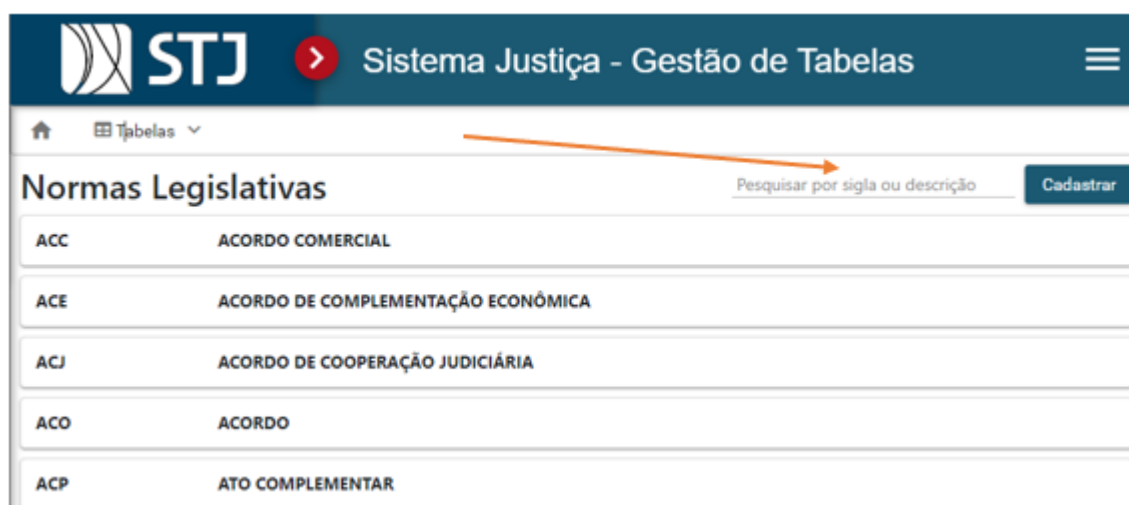 STJ Sistema Justiça - Gestão de Tabelas
Tabelas
Normas Legislativas Pesquisar por sigla ou descrição Cadastrar
ACC ACORDO COMERCIAL
ACE ACORDO DE COMPLEMENTAÇÃO ECONÔMICA
ACJ ACORDO DE COOPERAÇÃO JUDICIÁRIA
ACO ACORDO
ACP ATO COMPLEMENTAR